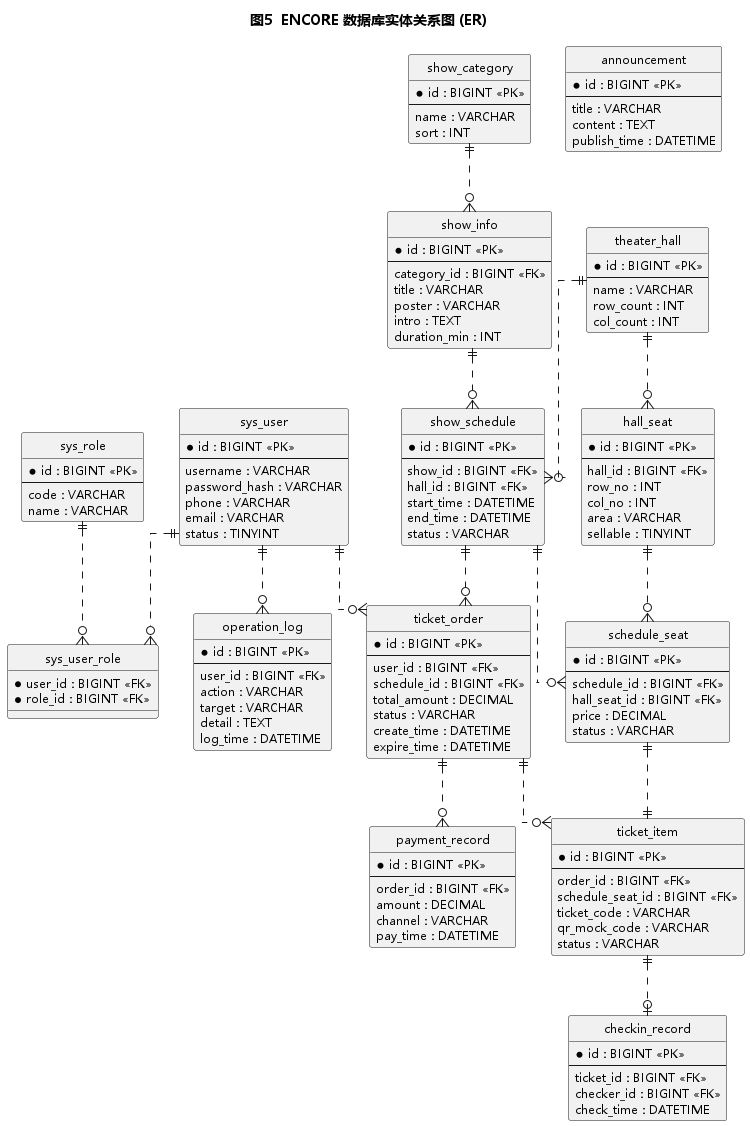 图5 ENCORE 数据库实体关系图 (ER)
show_category
id : BIGINT «PK»
name : VARCHAR
sort : INT
announcement
id : BIGINT «PK»
title : VARCHAR
content : TEXT
publish_time : DATETIME
show_info
id : BIGINT «PK»
category_id : BIGINT «FK»
title : VARCHAR
poster : VARCHAR
intro : TEXT
duration_min : INT
theater_hall
id : BIGINT «PK»
name : VARCHAR
row_count : INT
col_count : INT
sys_role
id : BIGINT «PK»
code : VARCHAR
name : VARCHAR
sys_user
id : BIGINT «PK»
username : VARCHAR
password_hash : VARCHAR
phone : VARCHAR
email : VARCHAR
status : TINYINT
show_schedule
id : BIGINT «PK»
show_id : BIGINT «FK»
hall_id : BIGINT «FK»
start_time : DATETIME
end_time : DATETIME
status : VARCHAR
hall_seat
id : BIGINT «PK»
hall_id : BIGINT «FK»
row_no : INT
col_no : INT
area : VARCHAR
sellable : TINYINT
sys_user_role
user_id : BIGINT «FK»
role_id : BIGINT «FK»
operation_log
id : BIGINT «PK»
user_id : BIGINT «FK»
action : VARCHAR
target : VARCHAR
detail : TEXT
log_time : DATETIME
ticket_order
id : BIGINT «PK»
user_id : BIGINT «FK»
schedule_id : BIGINT «FK»
total_amount : DECIMAL
status : VARCHAR
create_time : DATETIME
expire_time : DATETIME
schedule_seat
id : BIGINT «PK»
schedule_id : BIGINT «FK»
hall_seat_id : BIGINT «FK»
price : DECIMAL
status : VARCHAR
payment_record
id : BIGINT «PK»
order_id : BIGINT «FK»
amount : DECIMAL
channel : VARCHAR
pay_time : DATETIME
ticket_item
id : BIGINT «PK»
order_id : BIGINT «FK»
schedule_seat_id : BIGINT «FK»
ticket_code : VARCHAR
qr_mock_code : VARCHAR
status : VARCHAR
checkin_record
id : BIGINT «PK»
ticket_id : BIGINT «FK»
checker_id : BIGINT «FK»
check_time : DATETIME